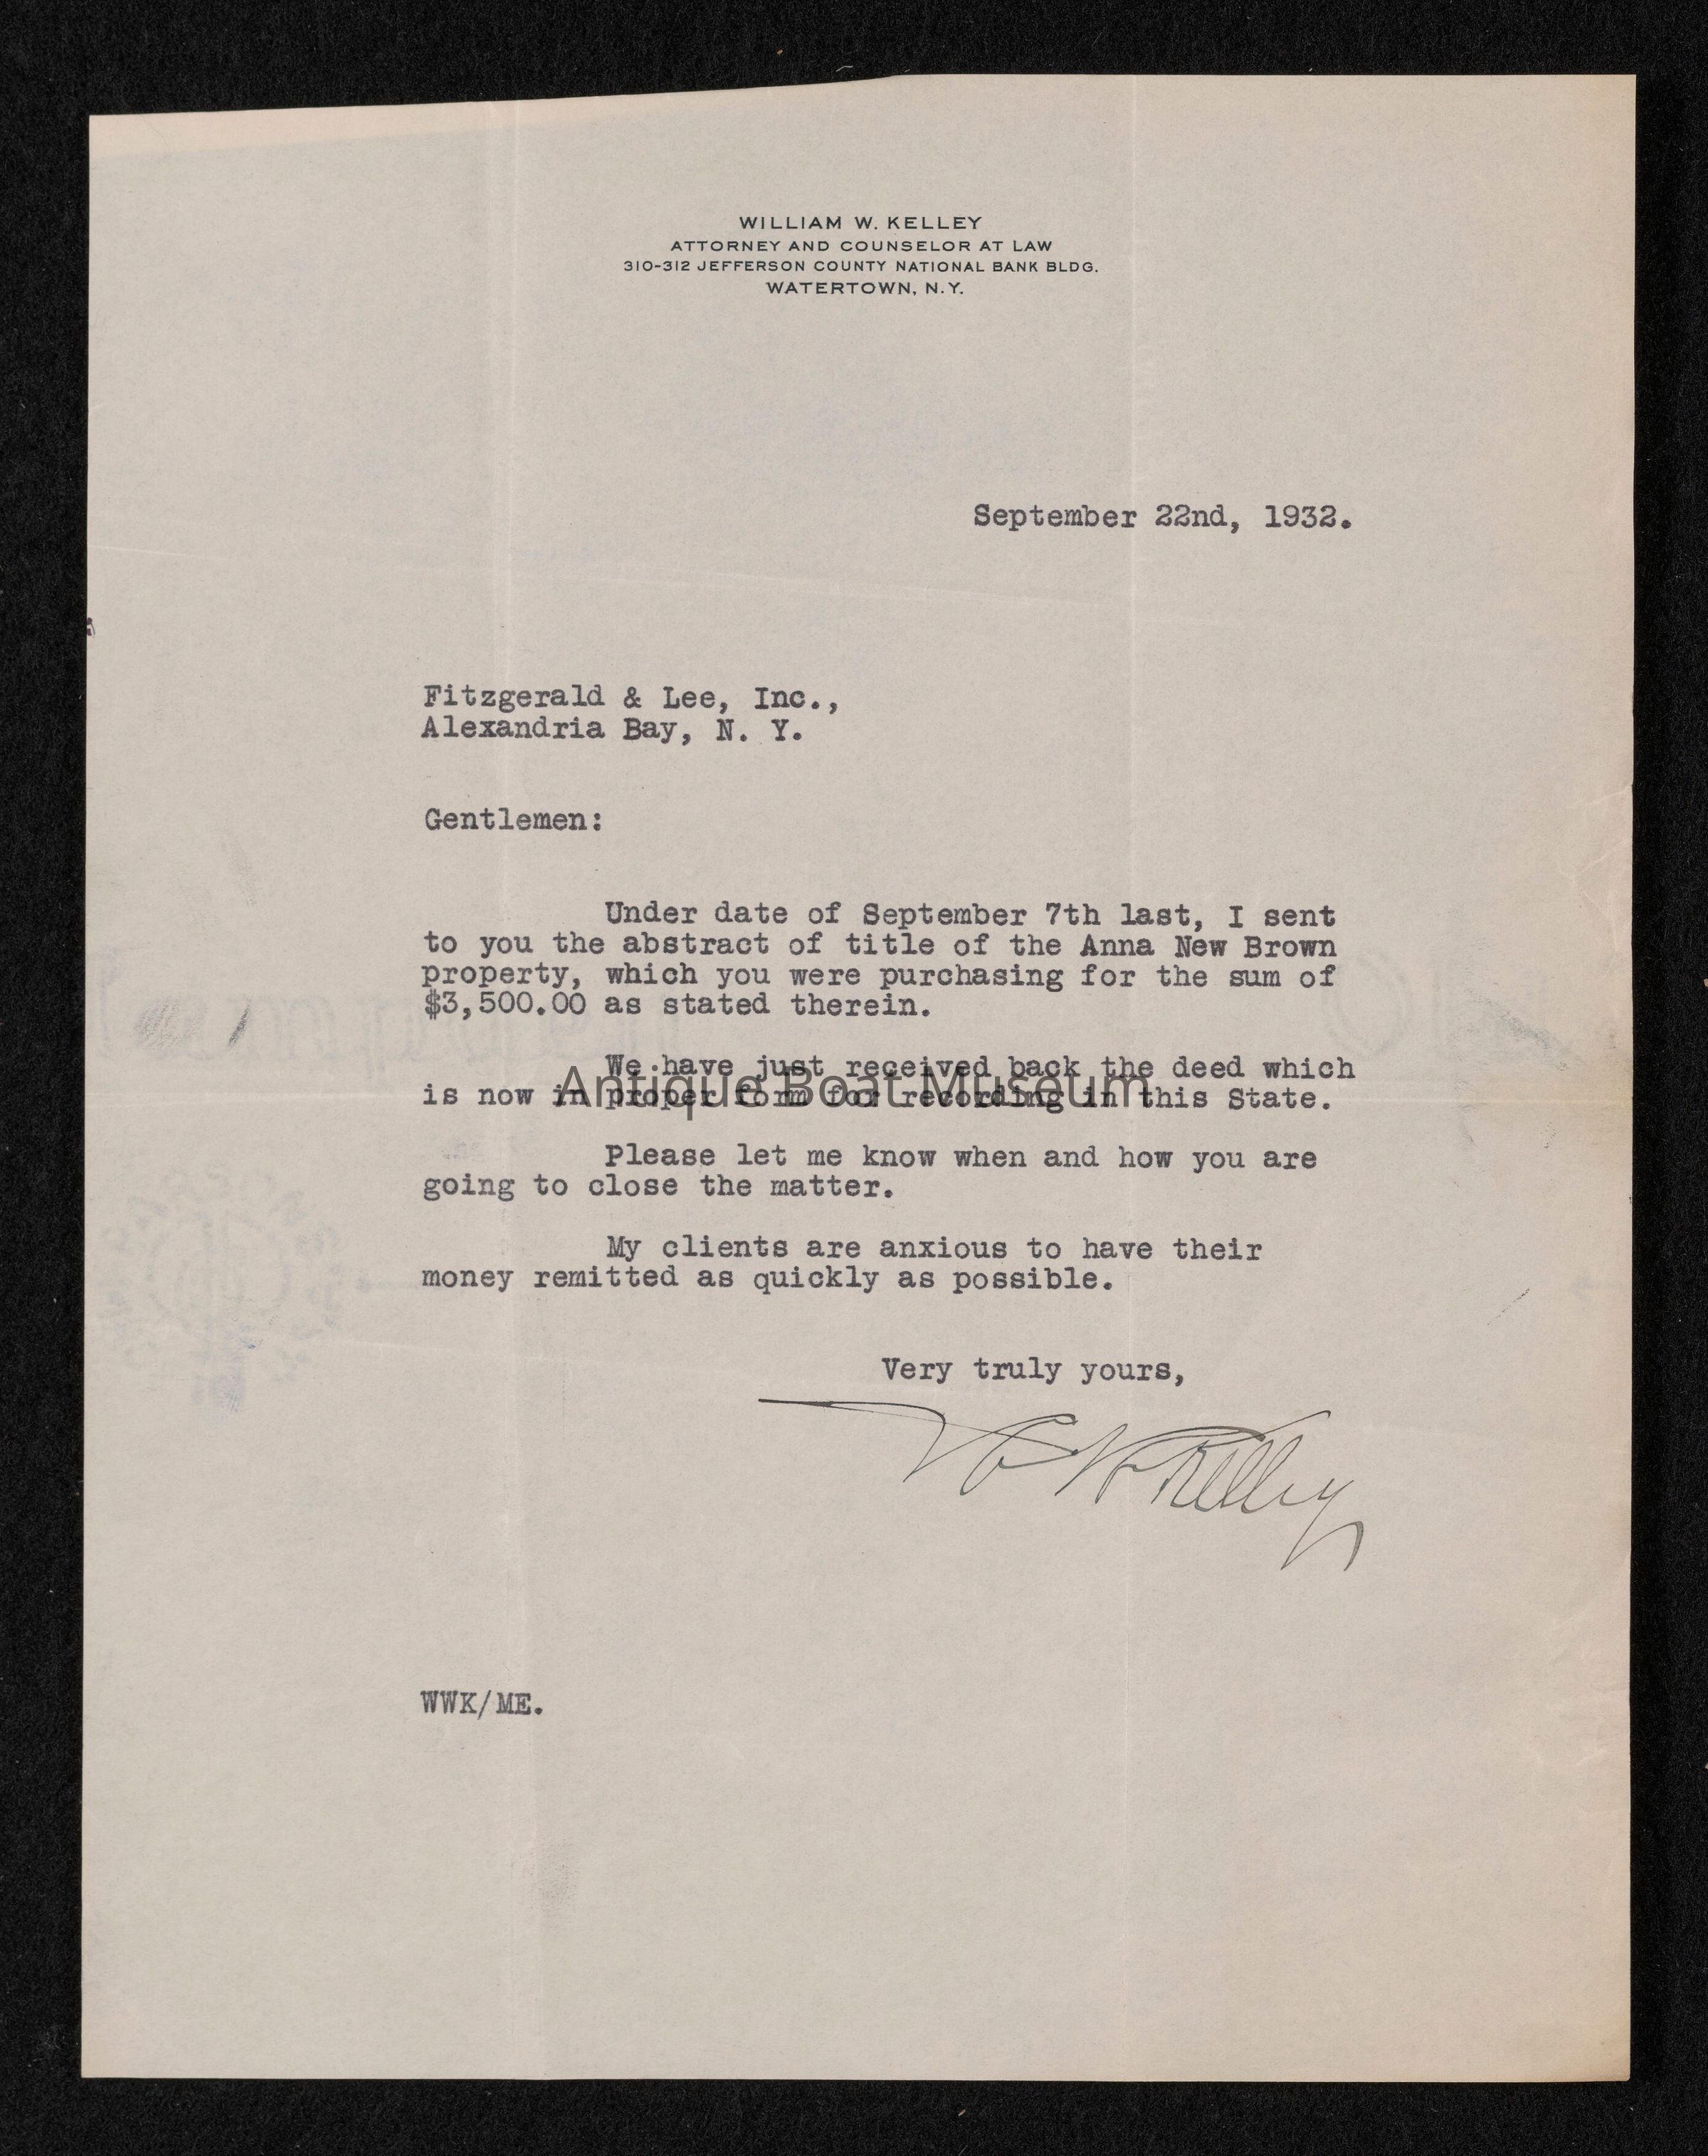 WILLIAM W. KELLEY
ATTORNEY AND COUNSELOR AT LAW
310-312 JEFFERSON COUNTY NATIONAL BANK BLDG.
WATERTOWN, N.Y.
September 22nd, 1932.
Fitzgerald & Lee, Inc.,
Alexandria Bay, N. Y.
Gentlemen:
Under date of September 7th last, I sent
to you the abstract of title of the Anna New Brown
property, which you were purchasing for the sum of
$3,500.00 as stated therein.
We have just received back the deed which
is now in proper form for recording in this State.
Antique Boat Museum
Please let me know when and how you are
going to close the matter.
My clients are anxious to have their
money remitted as quickly as possible.
Very truly yours,
W W Kelley
WWK/ME.